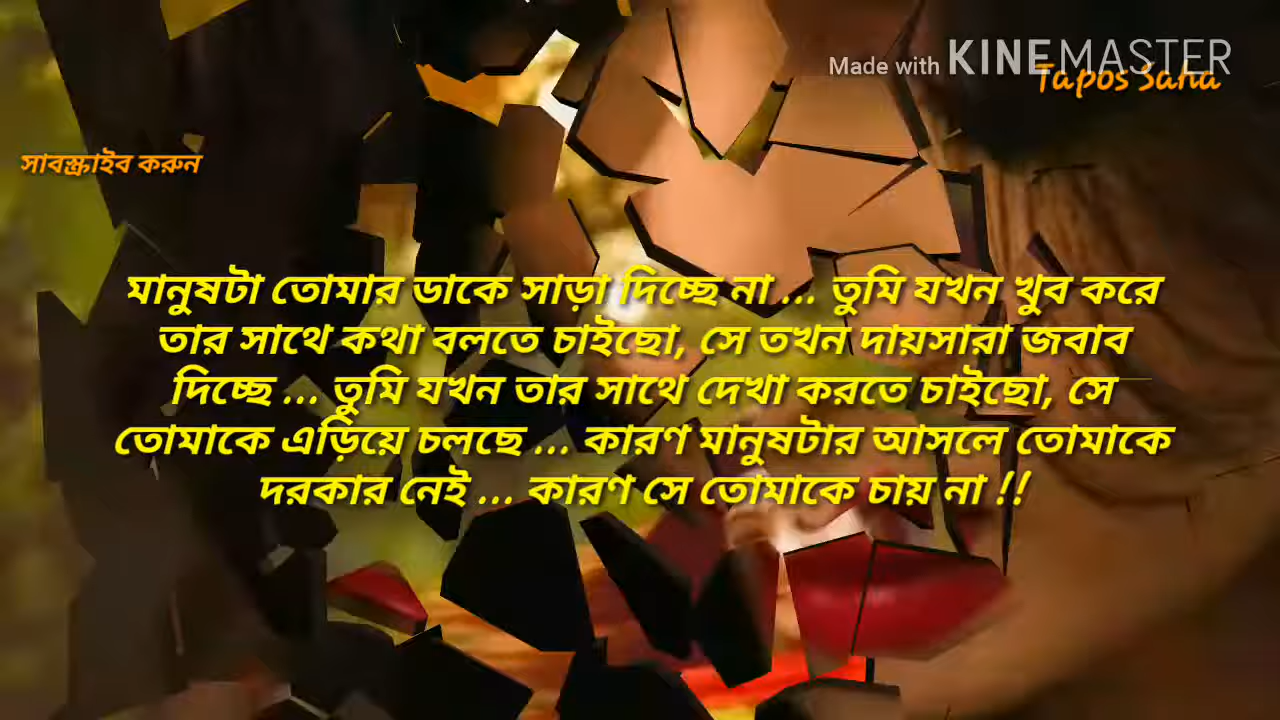 Made with KINEMASTER
Tapos Saha
সাবস্ক্রাইব করুন
মানুষটা তোমার ডাকে সাড়া দিচ্ছে না ... তুমি যখন খুব করে
তার সাথে কথা বলতে চাইছো, সে তখন দায়সারা জবাব
দিচ্ছে ... তুমি যখন তার সাথে দেখা করতে চাইছো, সে
তোমাকে এড়িয়ে চলছে ... কারণ মানুষটার আসলে তোমাকে
দরকার নেই ... কারণ সে তোমাকে চায় না !!